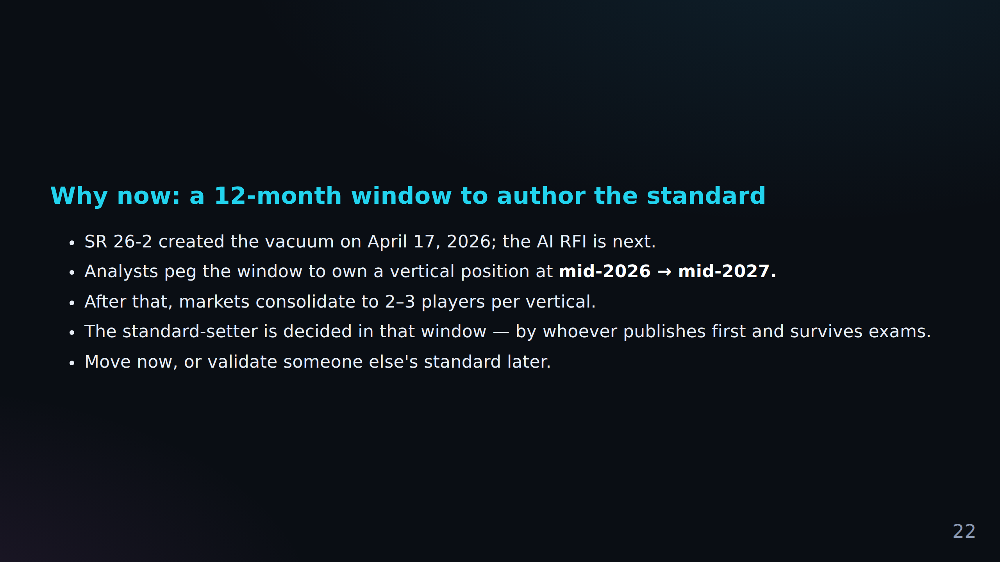 Why now: a 12-month window to author the standard
• SR 26-2 created the vacuum on April 17, 2026; the AI RFI is next.
• Analysts peg the window to own a vertical position at mid-2026 → mid-2027.
• After that, markets consolidate to 2–3 players per vertical.
• The standard-setter is decided in that window — by whoever publishes first and survives exams.
• Move now, or validate someone else's standard later.
22